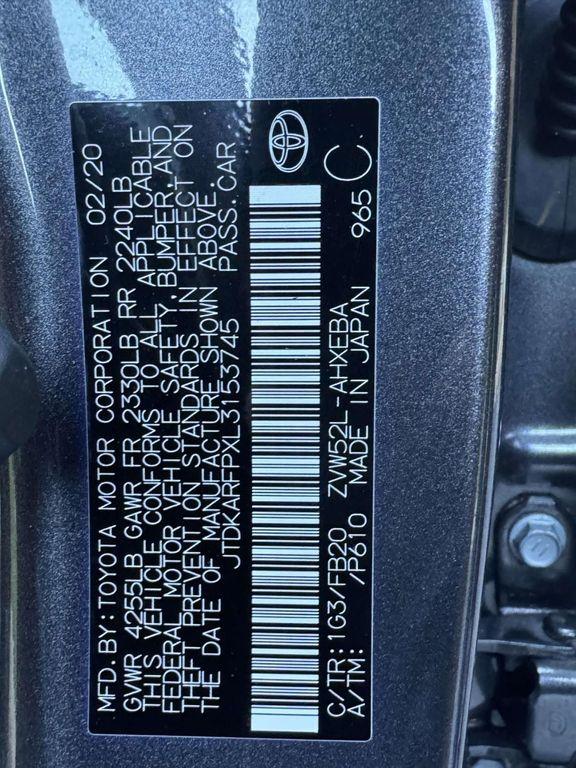 MFD.BY:TOYOTA MOTOR CORPORATION 02/20
GVWR 4255LB GAWR FR 2330LB RR 2240LB
THIS VEHICLE CONFORMS TO ALL APPLICABLE
FEDERAL MOTOR VEHICLE SAFETY,BUMPER,AND
THEFT PREVENTION STANDARDS IN EFFECT ON
THE DATE OF MANUFACTURE SHOWN ABOVE.
JTDKARFPXL3153745 PASS.CAR
C/TR:1G3/FB20 ZVW52L-AHXEBA 965
A/TM: /P610 MADE IN JAPAN C